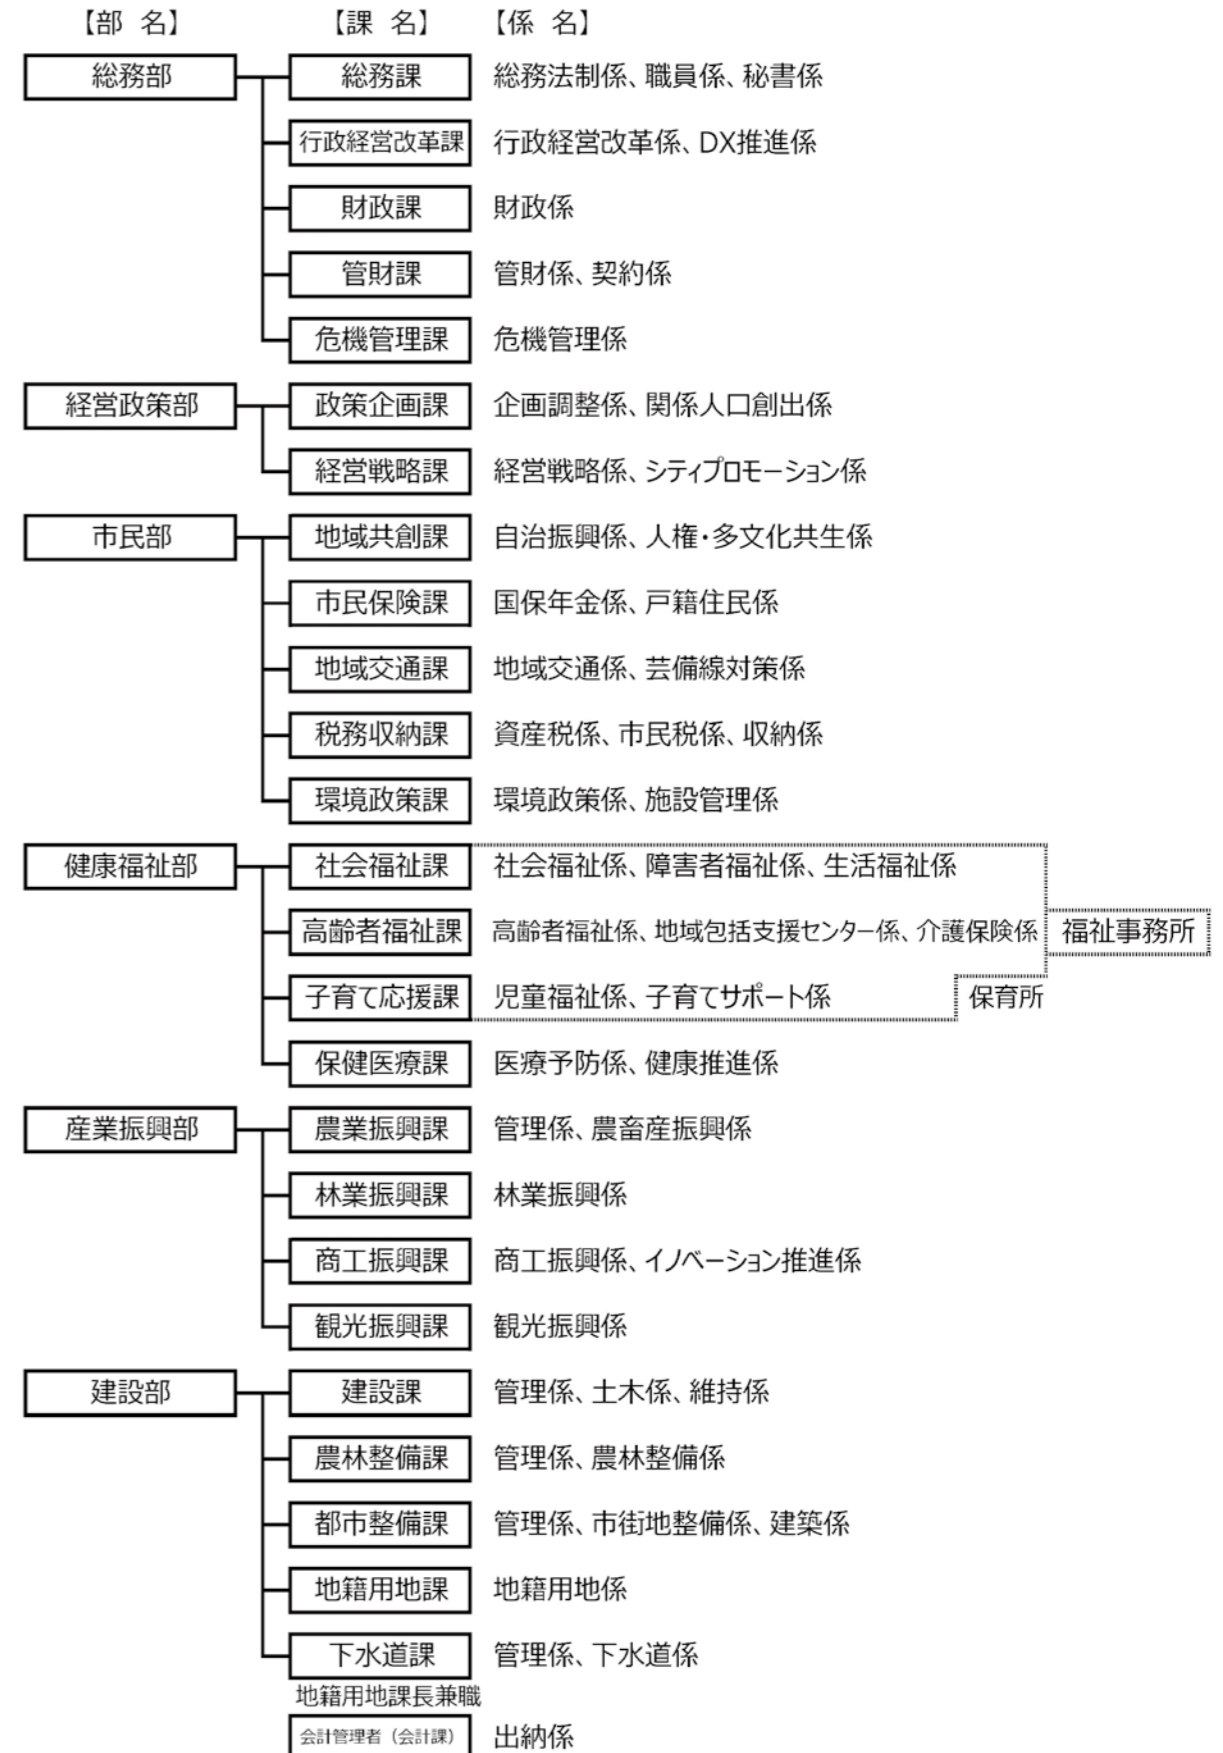 【部 名】 【課 名】 【係 名】
総務部 総務課 総務法制係、職員係、秘書係
行政経営改革課 行政経営改革係、DX推進係
財政課 財政係
管財課 管財係、契約係
危機管理課 危機管理係
経営政策部 政策企画課 企画調整係、関係人口創出係
経営戦略課 経営戦略係、シティプロモーション係
市民部 地域共創課 自治振興係、人権・多文化共生係
市民保険課 国保年金係、戸籍住民係
地域交通課 地域交通係、芸備線対策係
税務収納課 資産税係、市民税係、収納係
環境政策課 環境政策係、施設管理係
健康福祉部 社会福祉課 社会福祉係、障害者福祉係、生活福祉係
高齢者福祉課 高齢者福祉係、地域包括支援センター係、介護保険係 福祉事務所
子育て応援課 児童福祉係、子育てサポート係 保育所
保健医療課 医療予防係、健康推進係
産業振興部 農業振興課 管理係、農畜産振興係
林業振興課 林業振興係
商工振興課 商工振興係、イノベーション推進係
観光振興課 観光振興係
建設部 建設課 管理係、土木係、維持係
農林整備課 管理係、農林整備係
都市整備課 管理係、市街地整備係、建築係
地籍用地課 地籍用地係
下水道課 管理係、下水道係
地籍用地課長兼職
会計管理者（会計課） 出納係